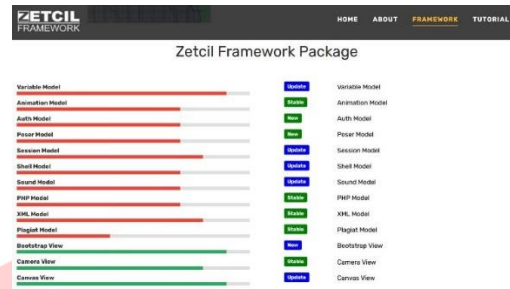 ZETCIL
FRAMEWORK
HOME ABOUT FRAMEWORK TUTORIAL
Zetcil Framework Package
Variable Model Update Variable Model
Animation Model Stable Animation Model
Auth Model New Auth Model
Poser Model New Poser Model
Session Model Update Session Model
Shell Model Update Shell Model
Sound Model Update Sound Model
PHP Model Stable PHP Model
XML Model Stable XML Model
Plagiat Model Stable Plagiat Model
Bootstrap View New Bootstrap View
Camera View Stable Camera View
Canvas View Update Canvas View